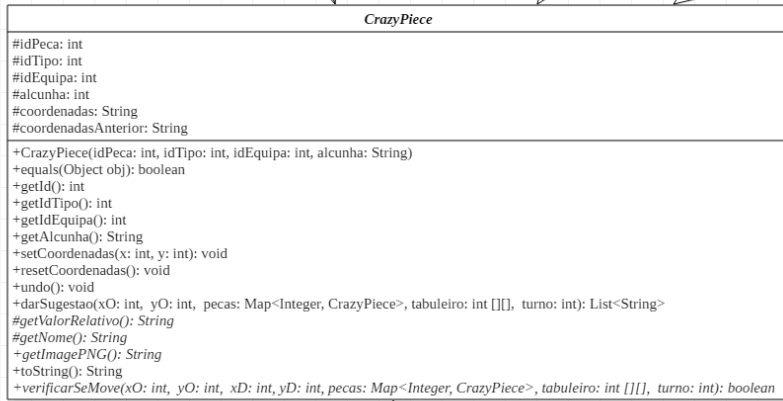 CrazyPiece
#idPeca: int
#idTipo: int
#idEquipa: int
#alcunha: int
#coordenadas: String
#coordenadasAnterior: String
+CrazyPiece(idPeca: int, idTipo: int, idEquipa: int, alcunha: String)
+equals(Object obj): boolean
+getId(): int
+getIdTipo(): int
+getIdEquipa(): int
+getAlcunha(): String
+setCoordenadas(x: int, y: int): void
+resetCoordenadas(): void
+undo(): void
+darSugestao(xO: int, yO: int, pecas: Map<Integer, CrazyPiece>, tabuleiro: int [][], turno: int): List<String>
#getValorRelativo(): String
#getNome(): String
+getImagePNG(): String
+toString(): String
+verificarSeMove(xO: int, yO: int, xD: int, yD: int, pecas: Map<Integer, CrazyPiece>, tabuleiro: int [][], turno: int): boolean